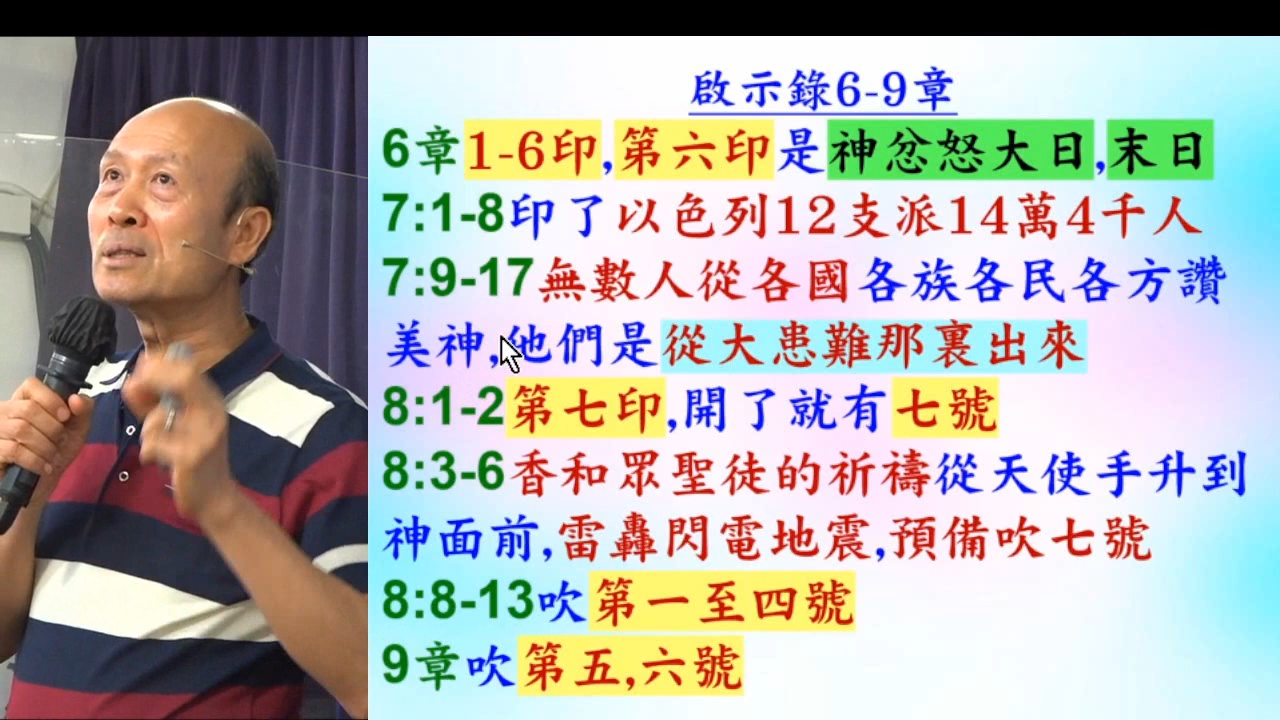 啟示錄6-9章
6章1-6印,第六印是神忿怒大日,末日
7:1-8印了以色列12支派14萬4千人
7:9-17無數人從各國各族各民各方讚
美神,他們是從大患難那裏出來
8:1-2第七印,開了就有七號
8:3-6香和眾聖徒的祈禱從天使手升到
神面前,雷轟閃電地震,預備吹七號
8:8-13吹第一至四號
9章吹第五,六號